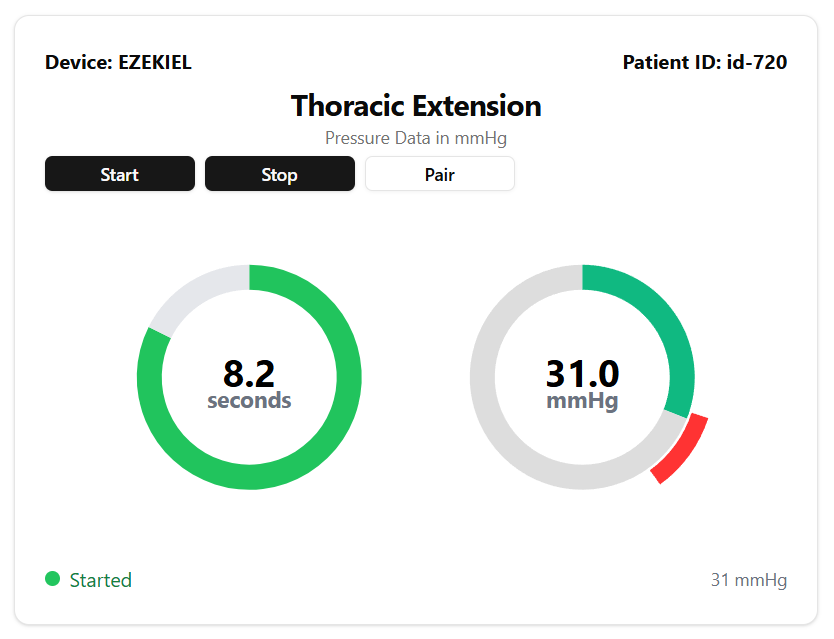 Device: EZEKIEL
Patient ID: id-720
Thoracic Extension
Pressure Data in mmHg
Start
Stop
Pair
8.2
seconds
31.0
mmHg
Started
31 mmHg